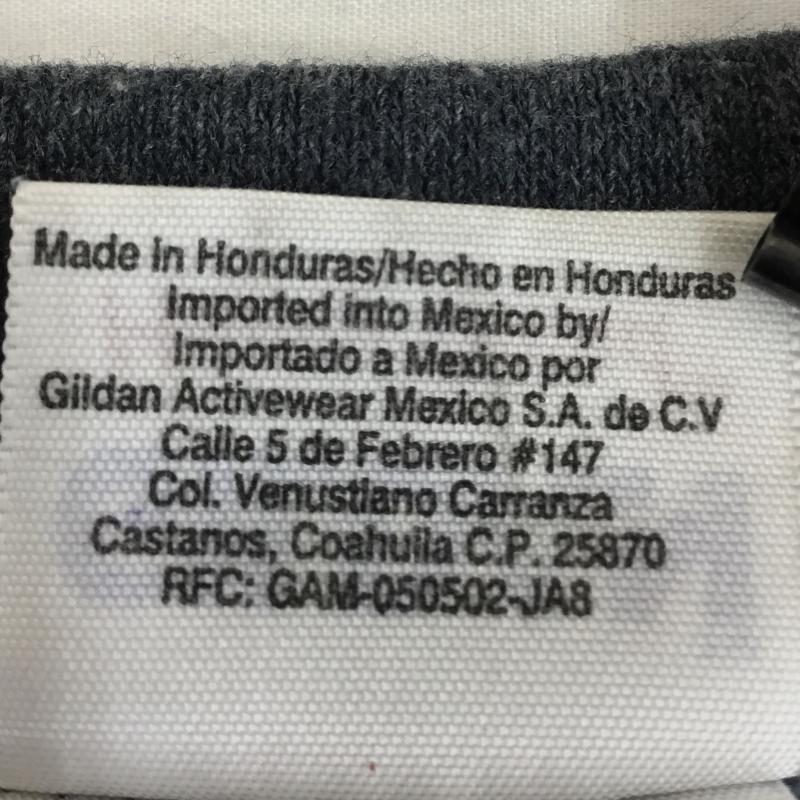 Made in Honduras/Hecho en Honduras
Imported into Mexico by/
Importado a Mexico por
Gildan Activewear Mexico S.A. de C.V
Calle 5 de Febrero #147
Col. Venustiano Carranza
Castanos, Coahuila C.P. 25870
RFC: GAM-050502-JA8